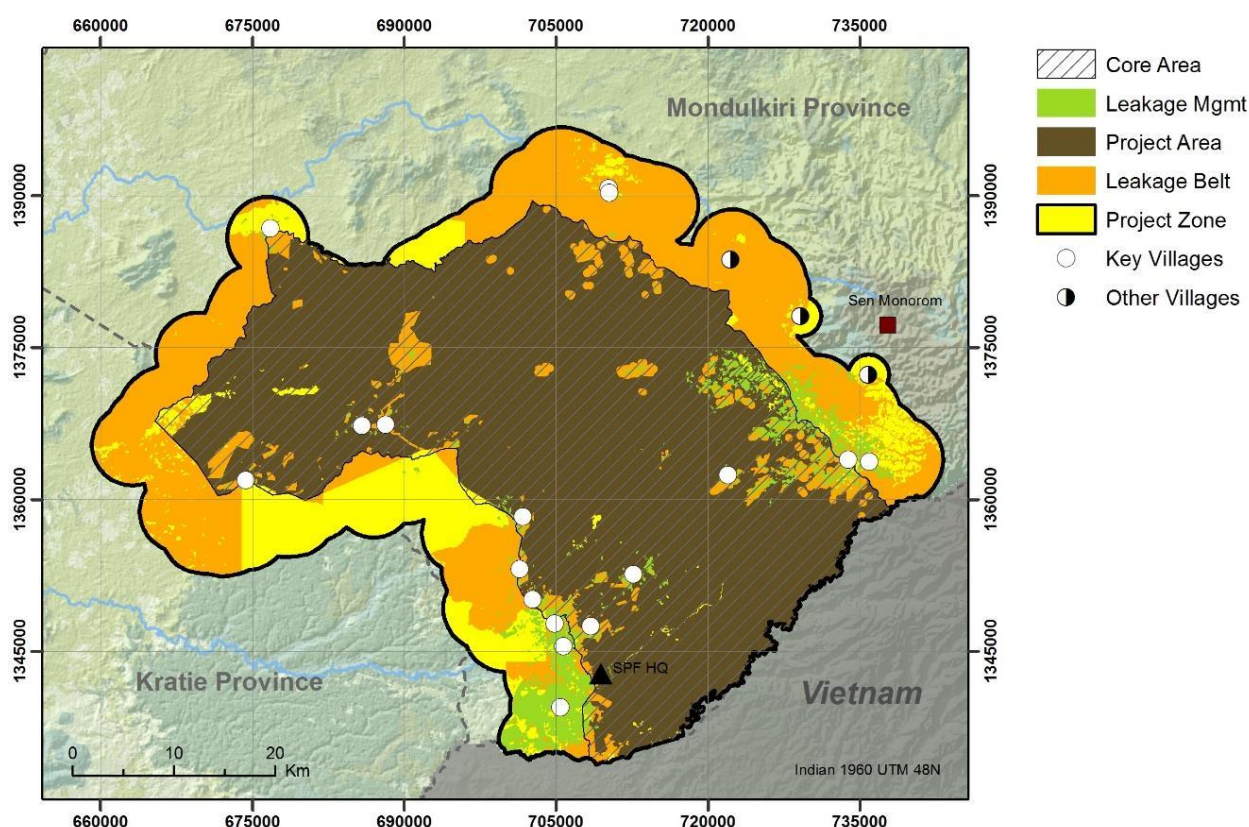 660000 675000 690000 705000 720000 735000
Mondulkiri Province
1390000 1390000
Sen Monorom
1375000 1375000
1360000 1360000
1345000 1345000
SPF HQ
Kratie Province
Vietnam
0 10 20
Km
Indian 1960 UTM 48N
660000 675000 690000 705000 720000 735000
Core Area
Leakage Mgmt
Project Area
Leakage Belt
Project Zone
Key Villages
Other Villages